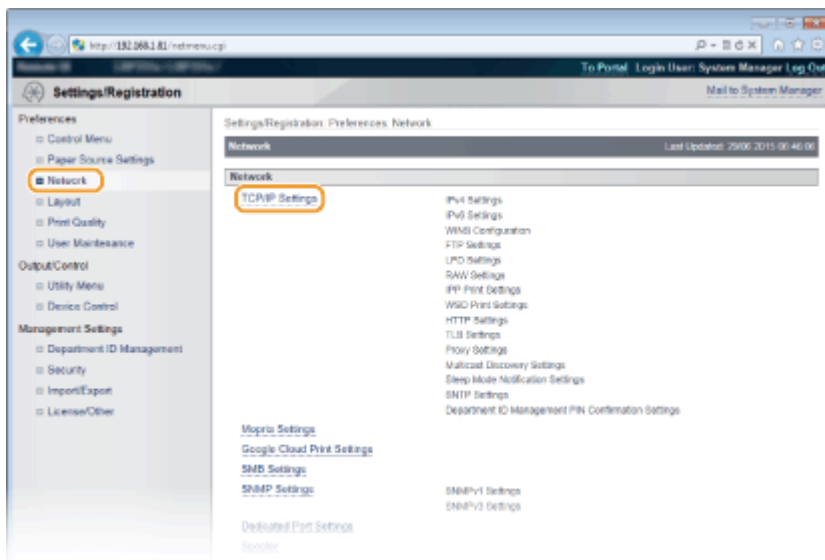 http://192.168.1.81/netmenu.cgi
To Portal Login User: System Manager Log Out
Settings/Registration
Mail to System Manager
Preferences
Control Menu
Paper Source Settings
Network
Layout
Print Quality
User Maintenance
Output/Control
Utility Menu
Device Control
Management Settings
Department ID Management
Security
Import/Export
License/Other
Settings/Registration: Preferences: Network
Network
Last Updated: 29/06 2015 06:46:06
Network
TCP/IP Settings
IPv4 Settings
IPv6 Settings
WINS Configuration
FTP Settings
LPD Settings
RAW Settings
IPP Print Settings
WSD Print Settings
HTTP Settings
TLS Settings
Proxy Settings
Multicast Discovery Settings
Sleep Mode Notification Settings
SNTP Settings
Department ID Management PIN Confirmation Settings
Mopria Settings
Google Cloud Print Settings
SMB Settings
SNMP Settings
SNMPv1 Settings
SNMPv3 Settings
Dedicated Port Settings
Spooler